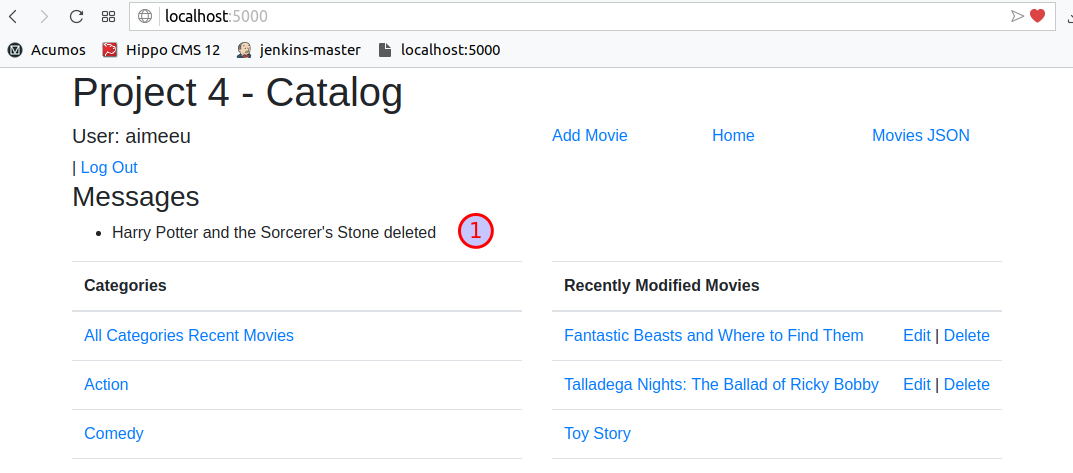 localhost:5000
Acumos Hippo CMS 12 jenkins-master localhost:5000
Project 4 - Catalog
User: aimeeu Add Movie Home Movies JSON
| Log Out
Messages
• Harry Potter and the Sorcerer's Stone deleted 1
Categories Recently Modified Movies
All Categories Recent Movies Fantastic Beasts and Where to Find Them Edit | Delete
Action Talladega Nights: The Ballad of Ricky Bobby Edit | Delete
Comedy Toy Story